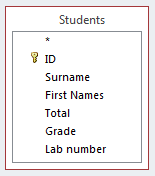 Students
*
ID
Surname
First Names
Total
Grade
Lab number